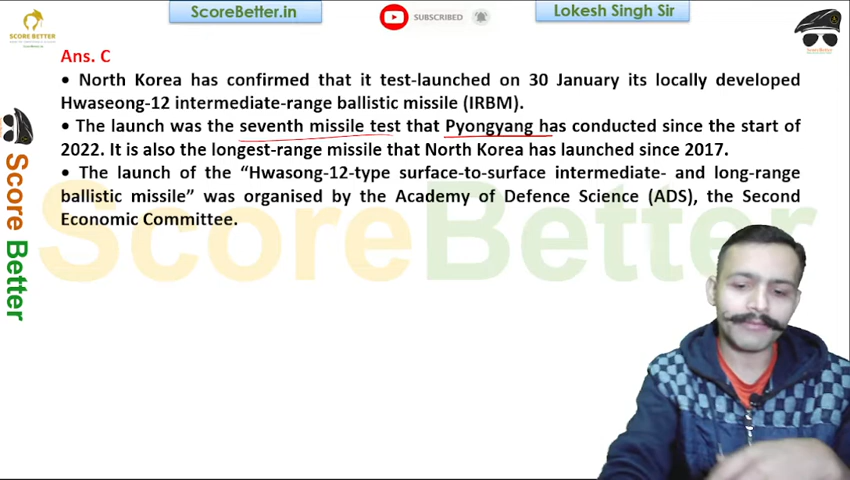 ScoreBetter.in
SUBSCRIBED
Lokesh Singh Sir
SCORE BETTER
Ans. C
• North Korea has confirmed that it test-launched on 30 January its locally developed
Hwaseong-12 intermediate-range ballistic missile (IRBM).
• The launch was the seventh missile test that Pyongyang has conducted since the start of
2022. It is also the longest-range missile that North Korea has launched since 2017.
• The launch of the “Hwasong-12-type surface-to-surface intermediate- and long-range
ballistic missile” was organised by the Academy of Defence Science (ADS), the Second
Economic Committee.
Score Better
ScoreBetter